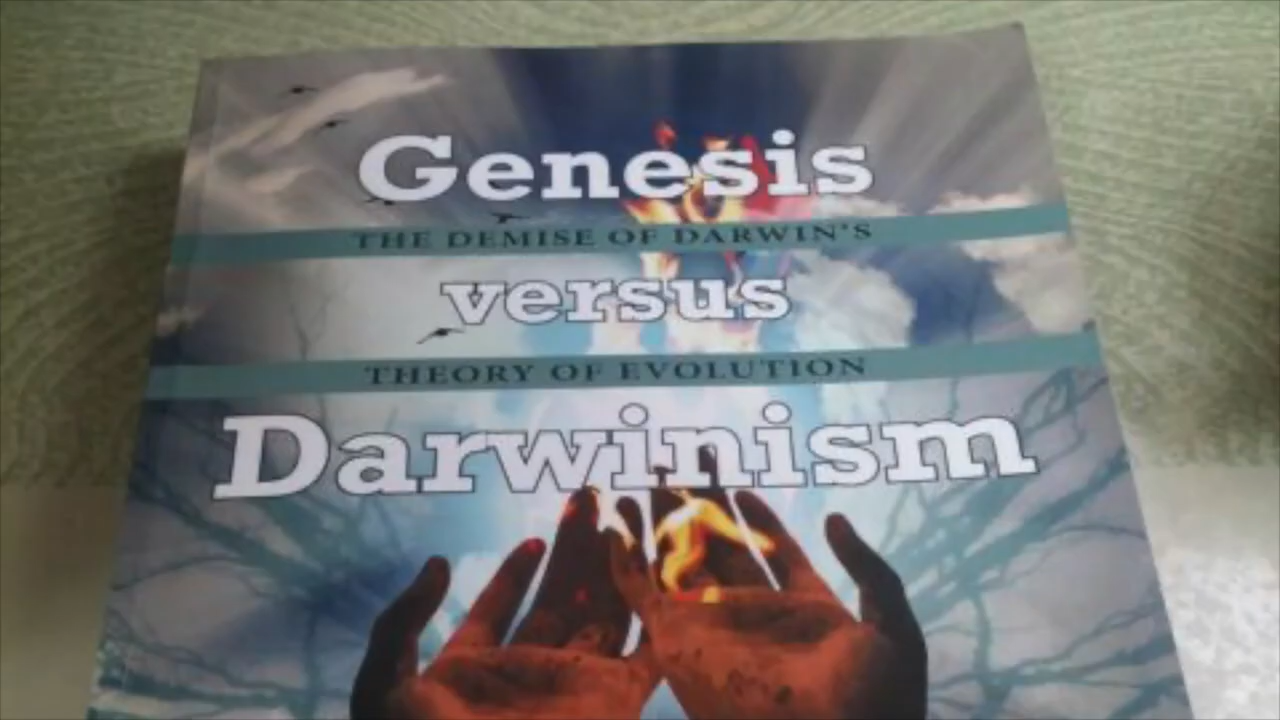 Genesis
THE DEMISE OF DARWIN'S
versus
THEORY OF EVOLUTION
Darwinism